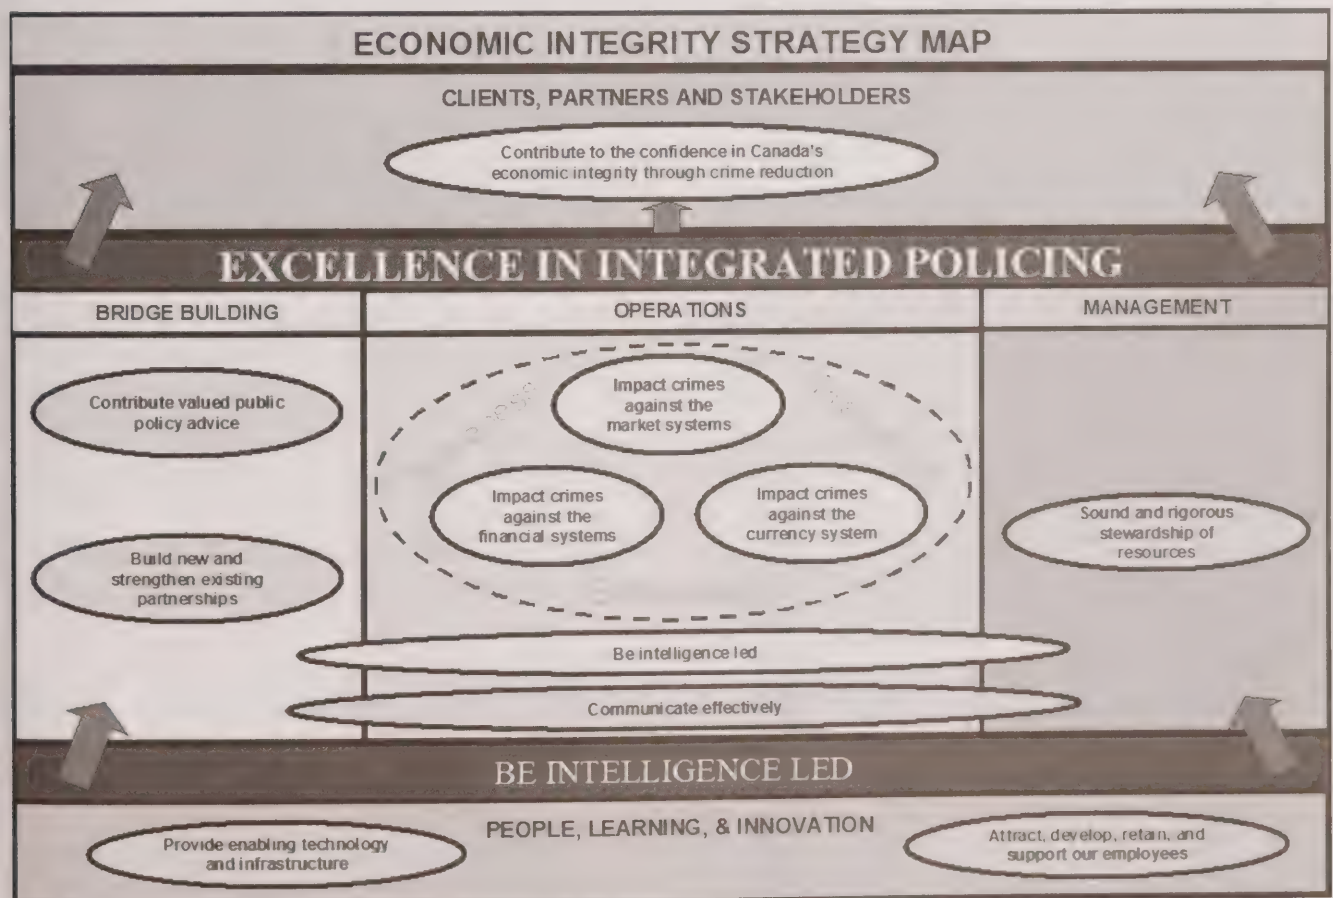 ECONOMIC INTEGRITY STRATEGY MAP
CLIENTS, PARTNERS AND STAKEHOLDERS
Contribute to the confidence in Canada's
economic integrity through crime reduction
EXCELLENCE IN INTEGRATED POLICING
BRIDGE BUILDING
Contribute valued public
policy advice
Build new and
strengthen existing
partnerships
OPERATIONS
Impact crimes
against the
market systems
Impact crimes
against the
financial systems
Impact crimes
against the
currency system
MANAGEMENT
Sound and rigorous
stewardship of
resources
Be intelligence led
Communicate effectively
BE INTELLIGENCE LED
PEOPLE, LEARNING, & INNOVATION
Provide enabling technology
and infrastructure
Attract, develop, retain, and
support our employees